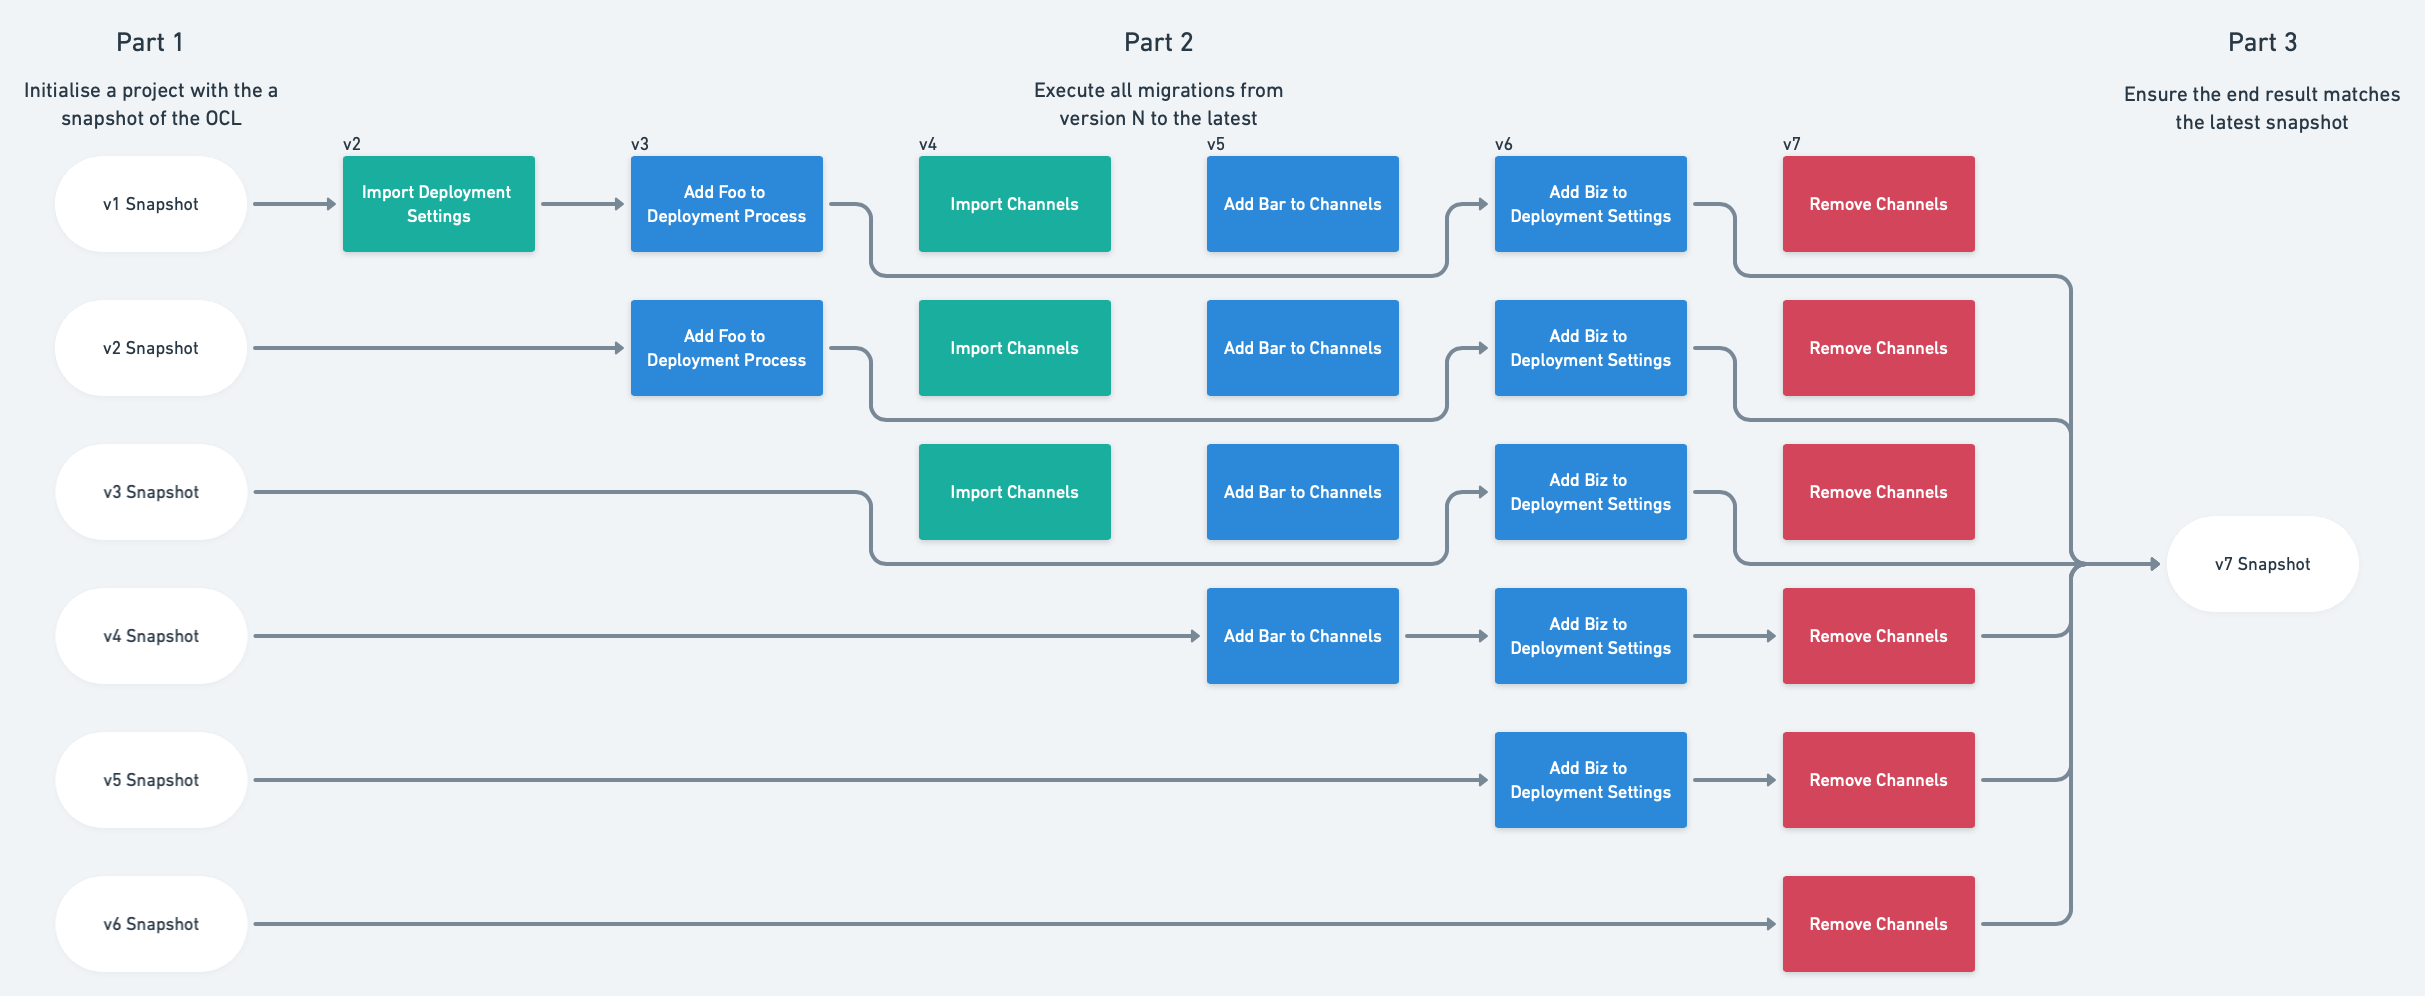 Part 1
Part 2
Part 3
Initialise a project with the a
snapshot of the OCL
Execute all migrations from
version N to the latest
Ensure the end result matches
the latest snapshot
v2
v3
v4
v5
v6
v7
v1 Snapshot
Import Deployment
Settings
Add Foo to
Deployment Process
Import Channels
Add Bar to Channels
Add Biz to
Deployment Settings
Remove Channels
v2 Snapshot
Add Foo to
Deployment Process
Import Channels
Add Bar to Channels
Add Biz to
Deployment Settings
Remove Channels
v3 Snapshot
Import Channels
Add Bar to Channels
Add Biz to
Deployment Settings
Remove Channels
v7 Snapshot
v4 Snapshot
Add Bar to Channels
Add Biz to
Deployment Settings
Remove Channels
v5 Snapshot
Add Biz to
Deployment Settings
Remove Channels
v6 Snapshot
Remove Channels